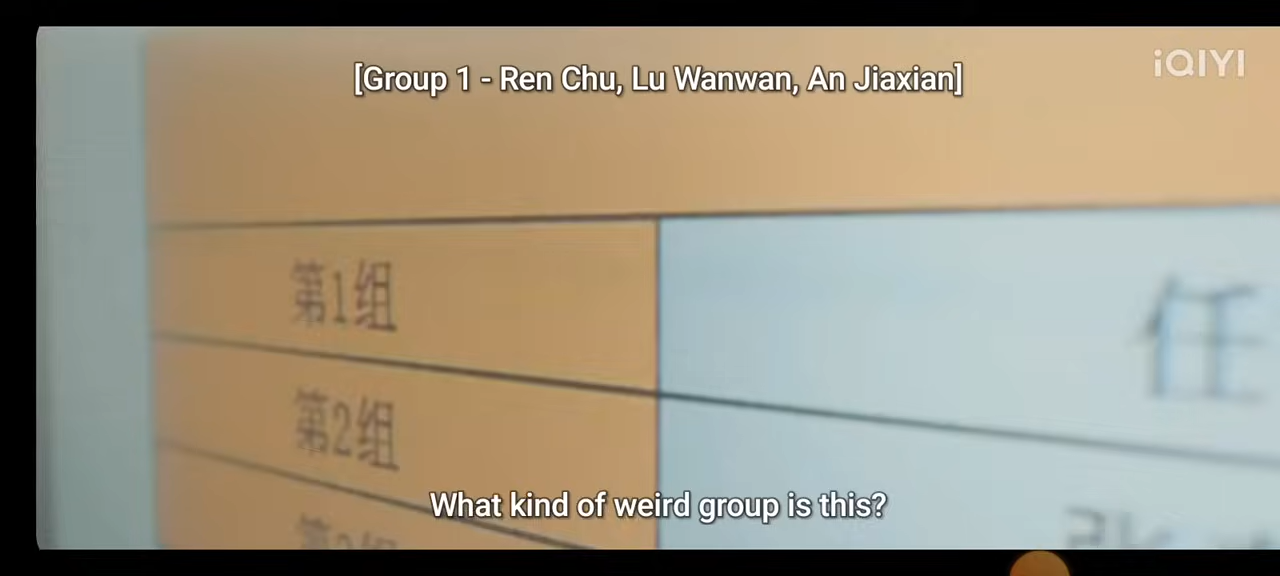 iQIYI
[Group 1 - Ren Chu, Lu Wanwan, An Jiaxian]
第1组
任
第2组
What kind of weird group is this?